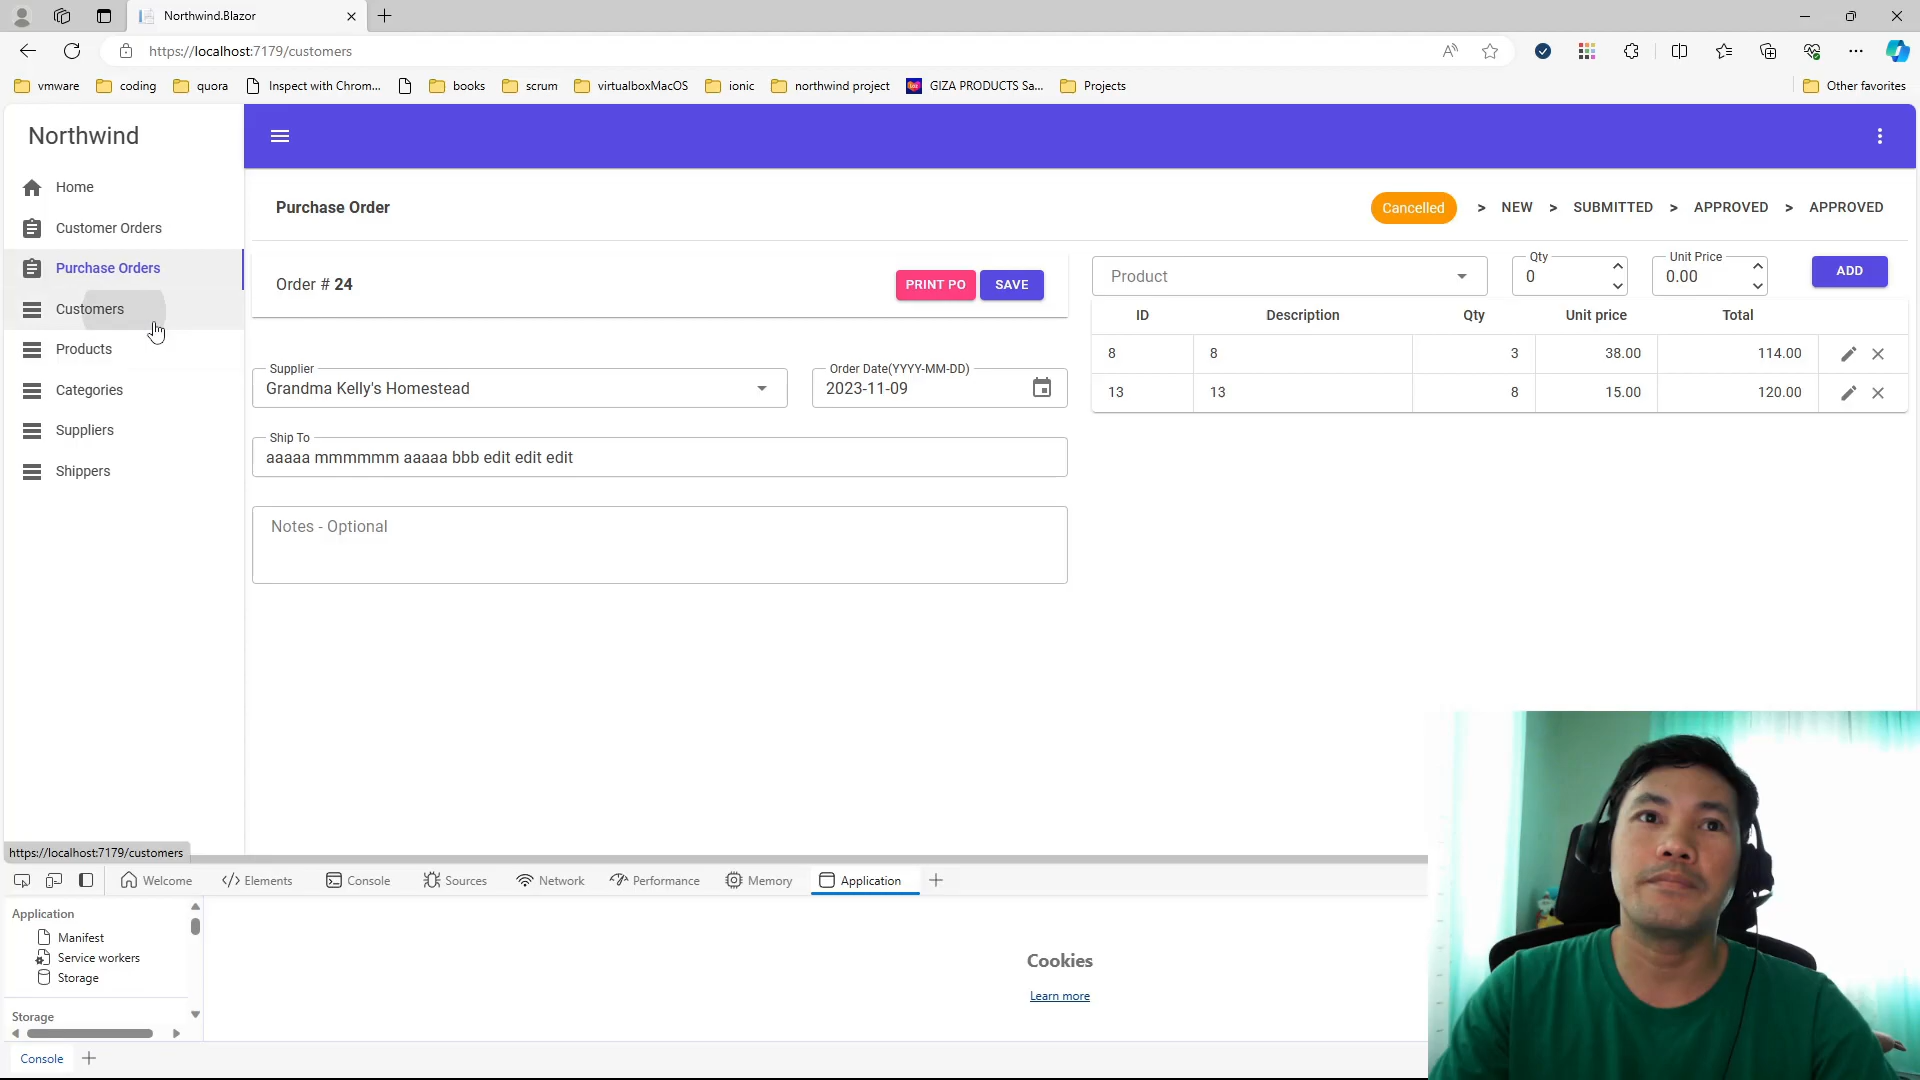 Northwind.Blazor
https://localhost:7179/customers
vmware
coding
quora
Inspect with Chrom...
books
scrum
virtualboxMacOS
ionic
northwind project
GIZA PRODUCTS Sa...
Projects
Other favorites
Northwind
Home
Customer Orders
Purchase Orders
Customers
Products
Categories
Suppliers
Shippers
Purchase Order
Cancelled > NEW > SUBMITTED > APPROVED > APPROVED
Order # 24
PRINT PO
SAVE
Supplier
Grandma Kelly's Homestead
Order Date(YYYY-MM-DD)
2023-11-09
Ship To
aaaaa mmmmmm aaaaa bbb edit edit edit
Notes - Optional
Product
Qty
0
Unit Price
0.00
ADD
ID Description Qty Unit price Total
8 8 3 38.00 114.00
13 13 8 15.00 120.00
https://localhost:7179/customers
Welcome
Elements
Console
Sources
Network
Performance
Memory
Application
Application
Manifest
Service workers
Storage
Storage
Cookies
Learn more
Console